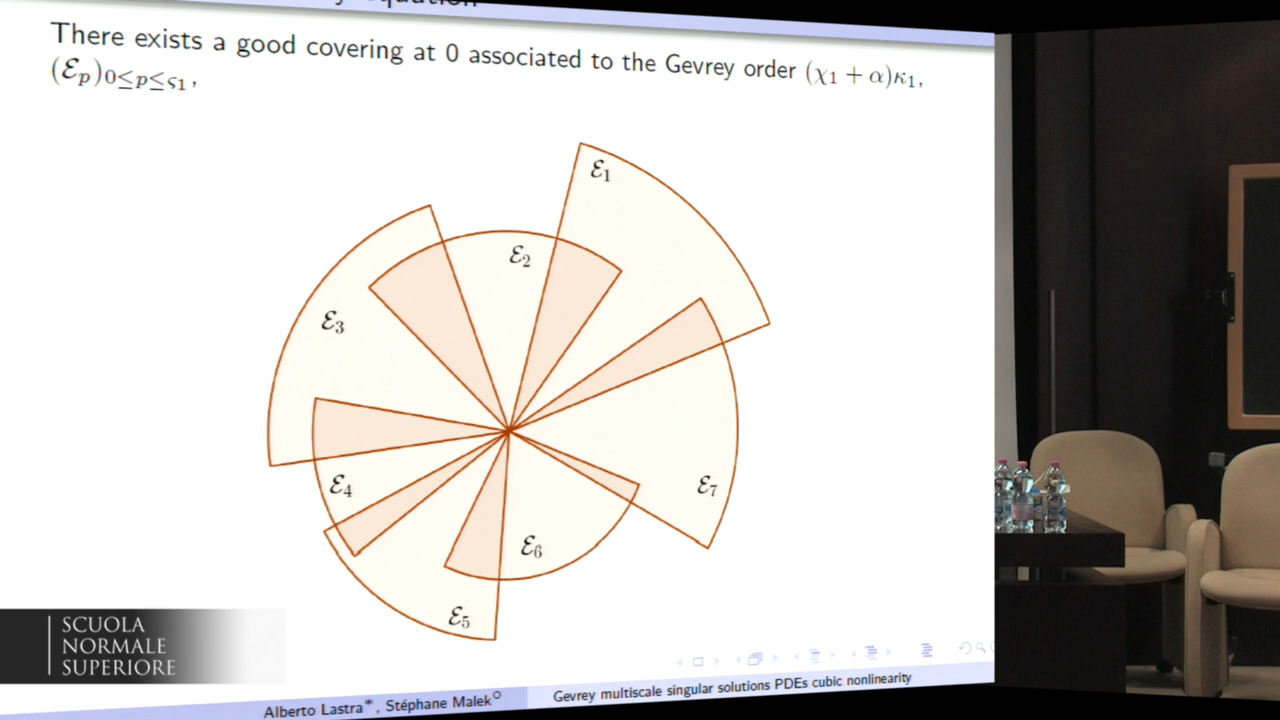 There exists a good covering at 0 associated to the Gevrey order (χ₁ + α)κ₁,
(ℰₚ)₀≤ₚ≤ς₁,
ℰ₁
ℰ₂
ℰ₃
ℰ₄
ℰ₇
ℰ₆
ℰ₅
SCUOLA
NORMALE
SUPERIORE
Alberto Lastra*, Stéphane Malek○
Gevrey multiscale singular solutions PDEs cubic nonlinearity